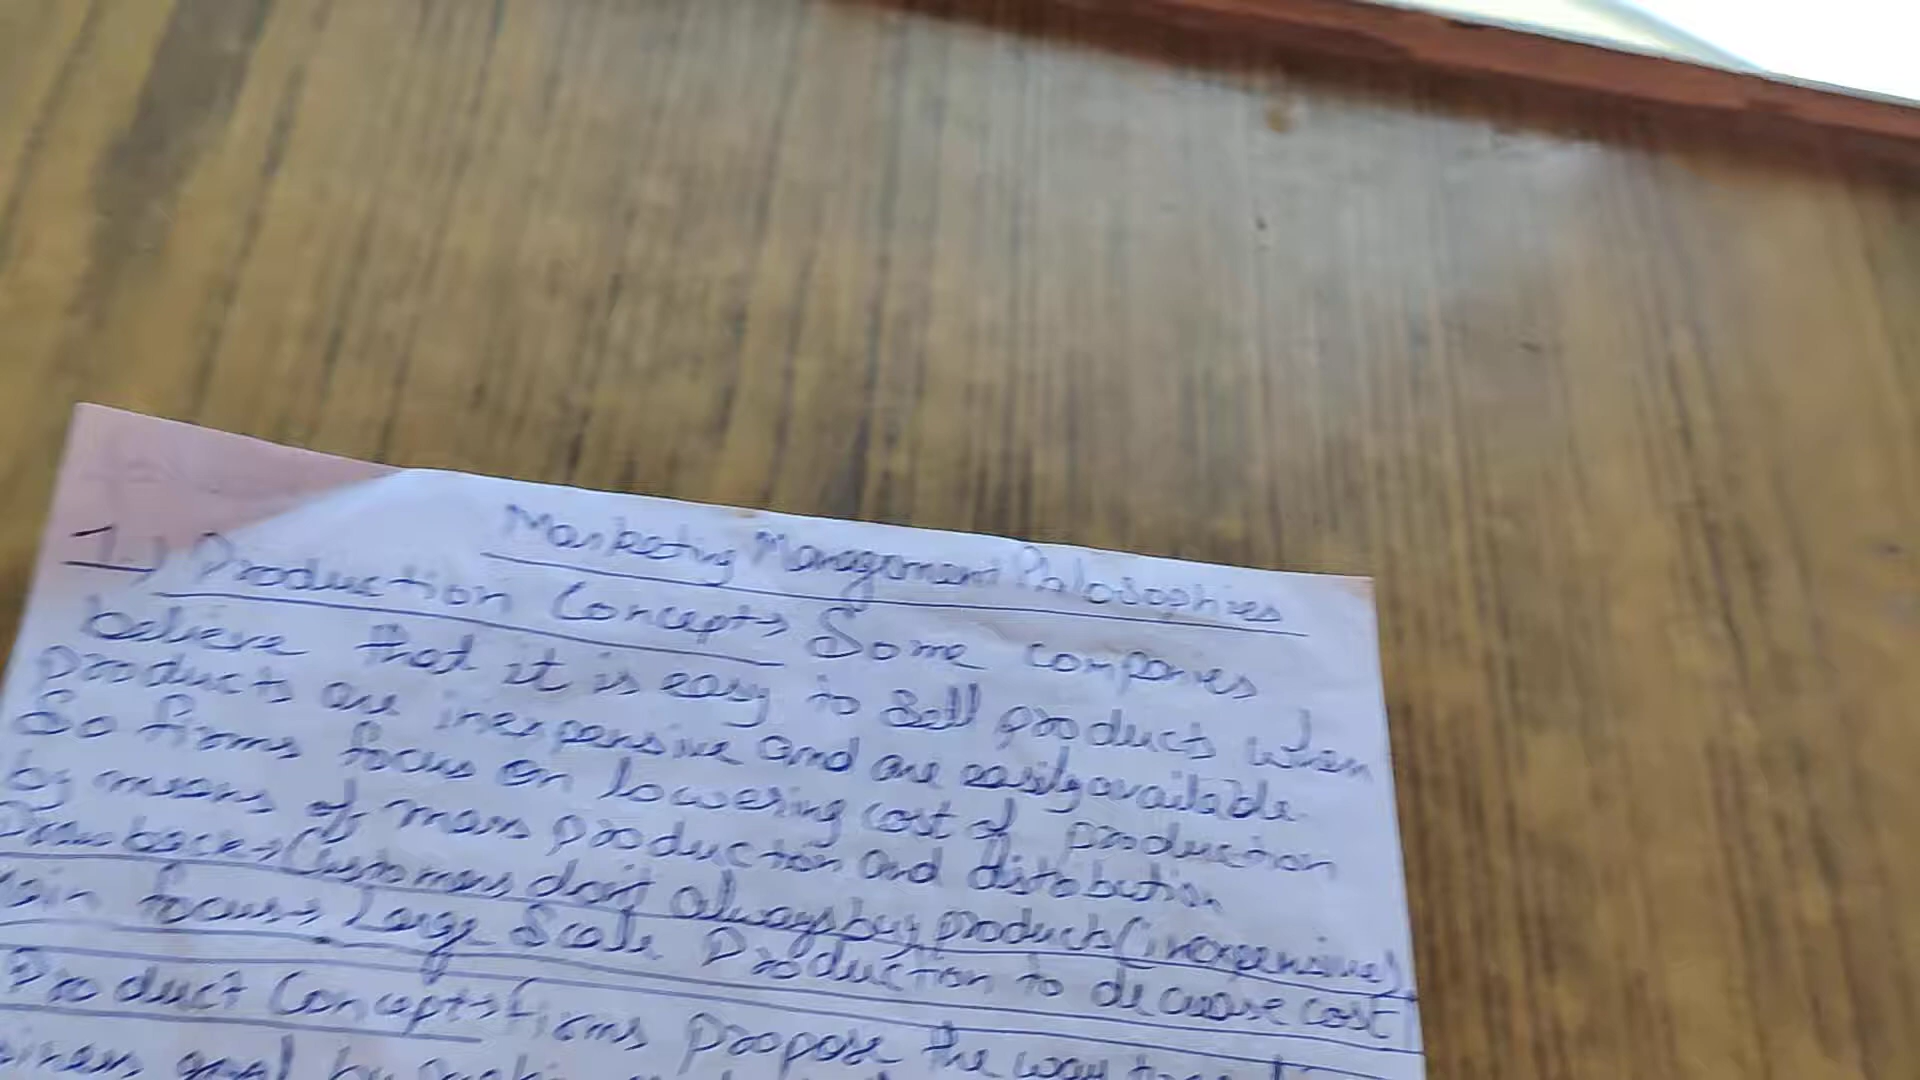 Marketing Management Philosophies
1.) Production Concept → Some companies
believe that it is easy to sell products when
products are inexpensive and are easily available.
So firms focus on lowering cost of production
by means of mass production and distribution
Drawbacks → Customers don't always buy products (inexpensive)
Main focus → Large Scale Production to decrease cost
Product Concept → firms propose the way to
goal by